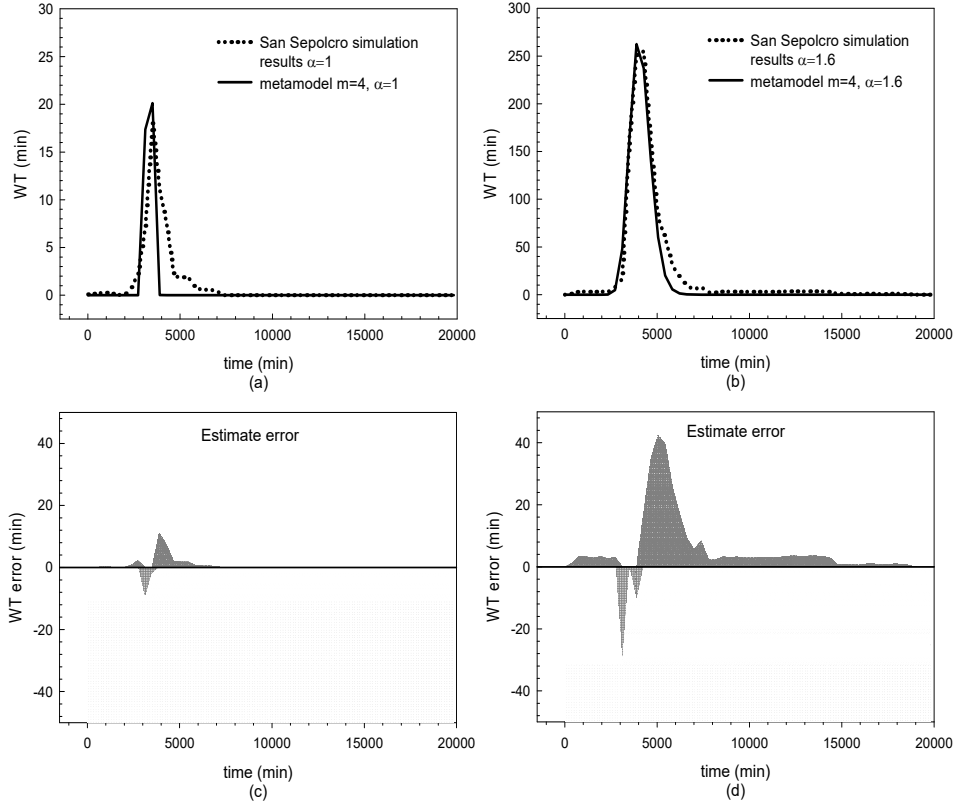 30
25
20
15
10
5
0
WT (min)
San Sepolcro simulation
results α=1
metamodel m=4, α=1
0 5000 10000 15000 20000
time (min)
(a)
300
250
200
150
100
50
0
WT (min)
San Sepolcro simulation
results α=1.6
metamodel m=4, α=1.6
0 5000 10000 15000 20000
time (min)
(b)
40
20
0
-20
-40
WT error (min)
Estimate error
0 5000 10000 15000 20000
time (min)
(c)
40
20
0
-20
-40
WT error (min)
Estimate error
0 5000 10000 15000 20000
time (min)
(d)